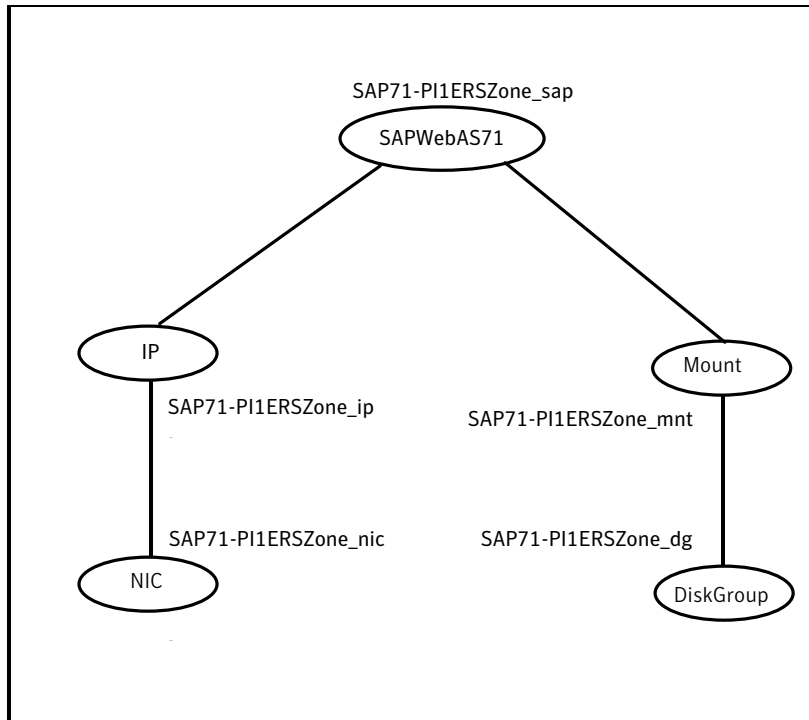 SAP71-PI1ERSZone_sap
SAPWebAS71
IP
Mount
SAP71-PI1ERSZone_ip
SAP71-PI1ERSZone_mnt
SAP71-PI1ERSZone_nic
SAP71-PI1ERSZone_dg
NIC
DiskGroup